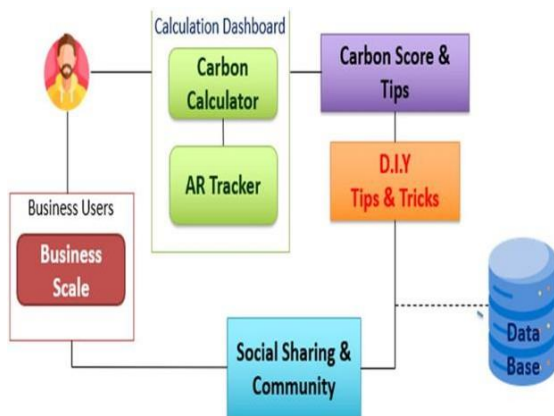 Calculation Dashboard
Carbon
Calculator
AR Tracker
Carbon Score &
Tips
D.I.Y
Tips & Tricks
Business Users
Business
Scale
Social Sharing &
Community
Data
Base